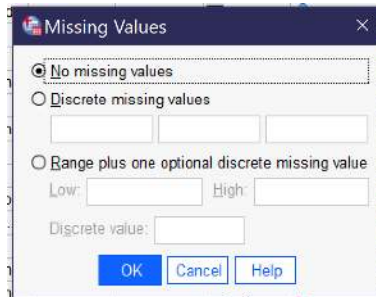 Missing Values
No missing values
Discrete missing values
Range plus one optional discrete missing value
Low: High:
Discrete value:
OK Cancel Help